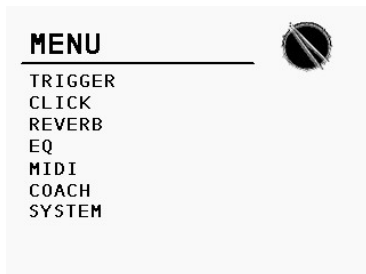 MENU
TRIGGER
CLICK
REVERB
EQ
MIDI
COACH
SYSTEM